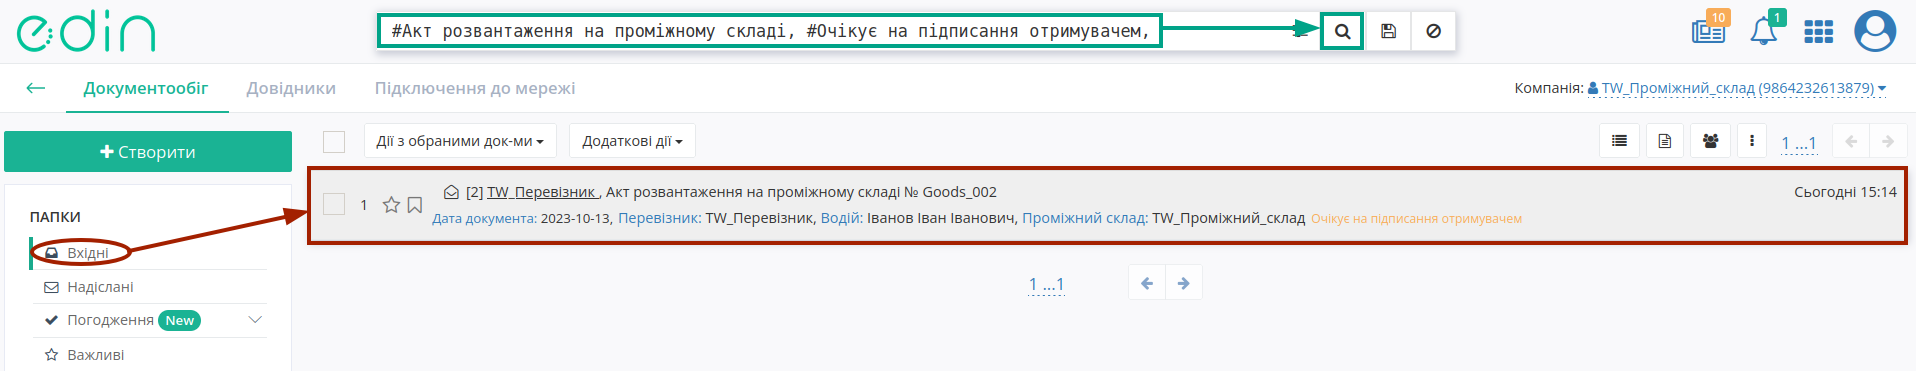 edin
#Акт розвантаження на проміжному складі, #Очікує на підписання отримувачем,
10
1
Документообіг
Довідники
Підключення до мережі
Компанія: TW_Проміжний_склад (9864232613879)
Створити
Дії з обраними док-ми
Додаткові дії
1 ...1
ПАПКИ
Вхідні
Надіслані
Погодження New
Важливі
1 [2] TW_Перевізник , Акт розвантаження на проміжному складі № Goods_002 Сьогодні 15:14
Дата документа: 2023-10-13, Перевізник: TW_Перевізник, Водій: Іванов Іван Іванович, Проміжний склад: TW_Проміжний_склад Очікує на підписання отримувачем
1 ...1